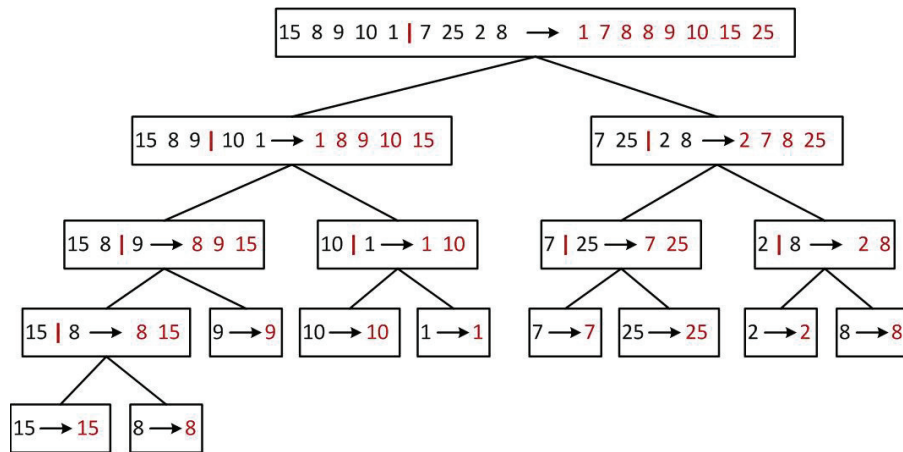 15 8 9 10 1 | 7 25 2 8 → 1 7 8 8 9 10 15 25
15 8 9 | 10 1 → 1 8 9 10 15
7 25 | 2 8 → 2 7 8 25
15 8 | 9 → 8 9 15
10 | 1 → 1 10
7 | 25 → 7 25
2 | 8 → 2 8
15 | 8 → 8 15
9 → 9
10 → 10
1 → 1
7 → 7
25 → 25
2 → 2
8 → 8
15 → 15
8 → 8